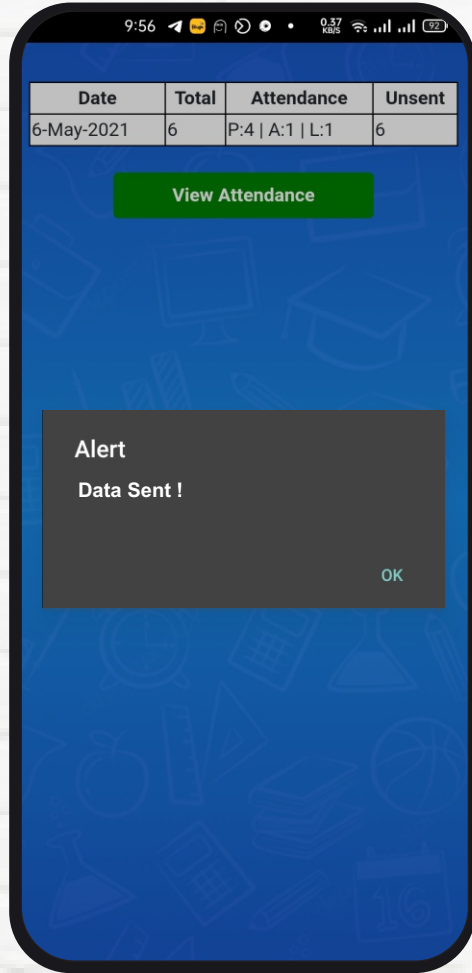 9:56 0.37 KB/S 92
Date Total Attendance Unsent
6-May-2021 6 P:4 | A:1 | L:1 6
View Attendance
Alert
Data Sent !
OK
16